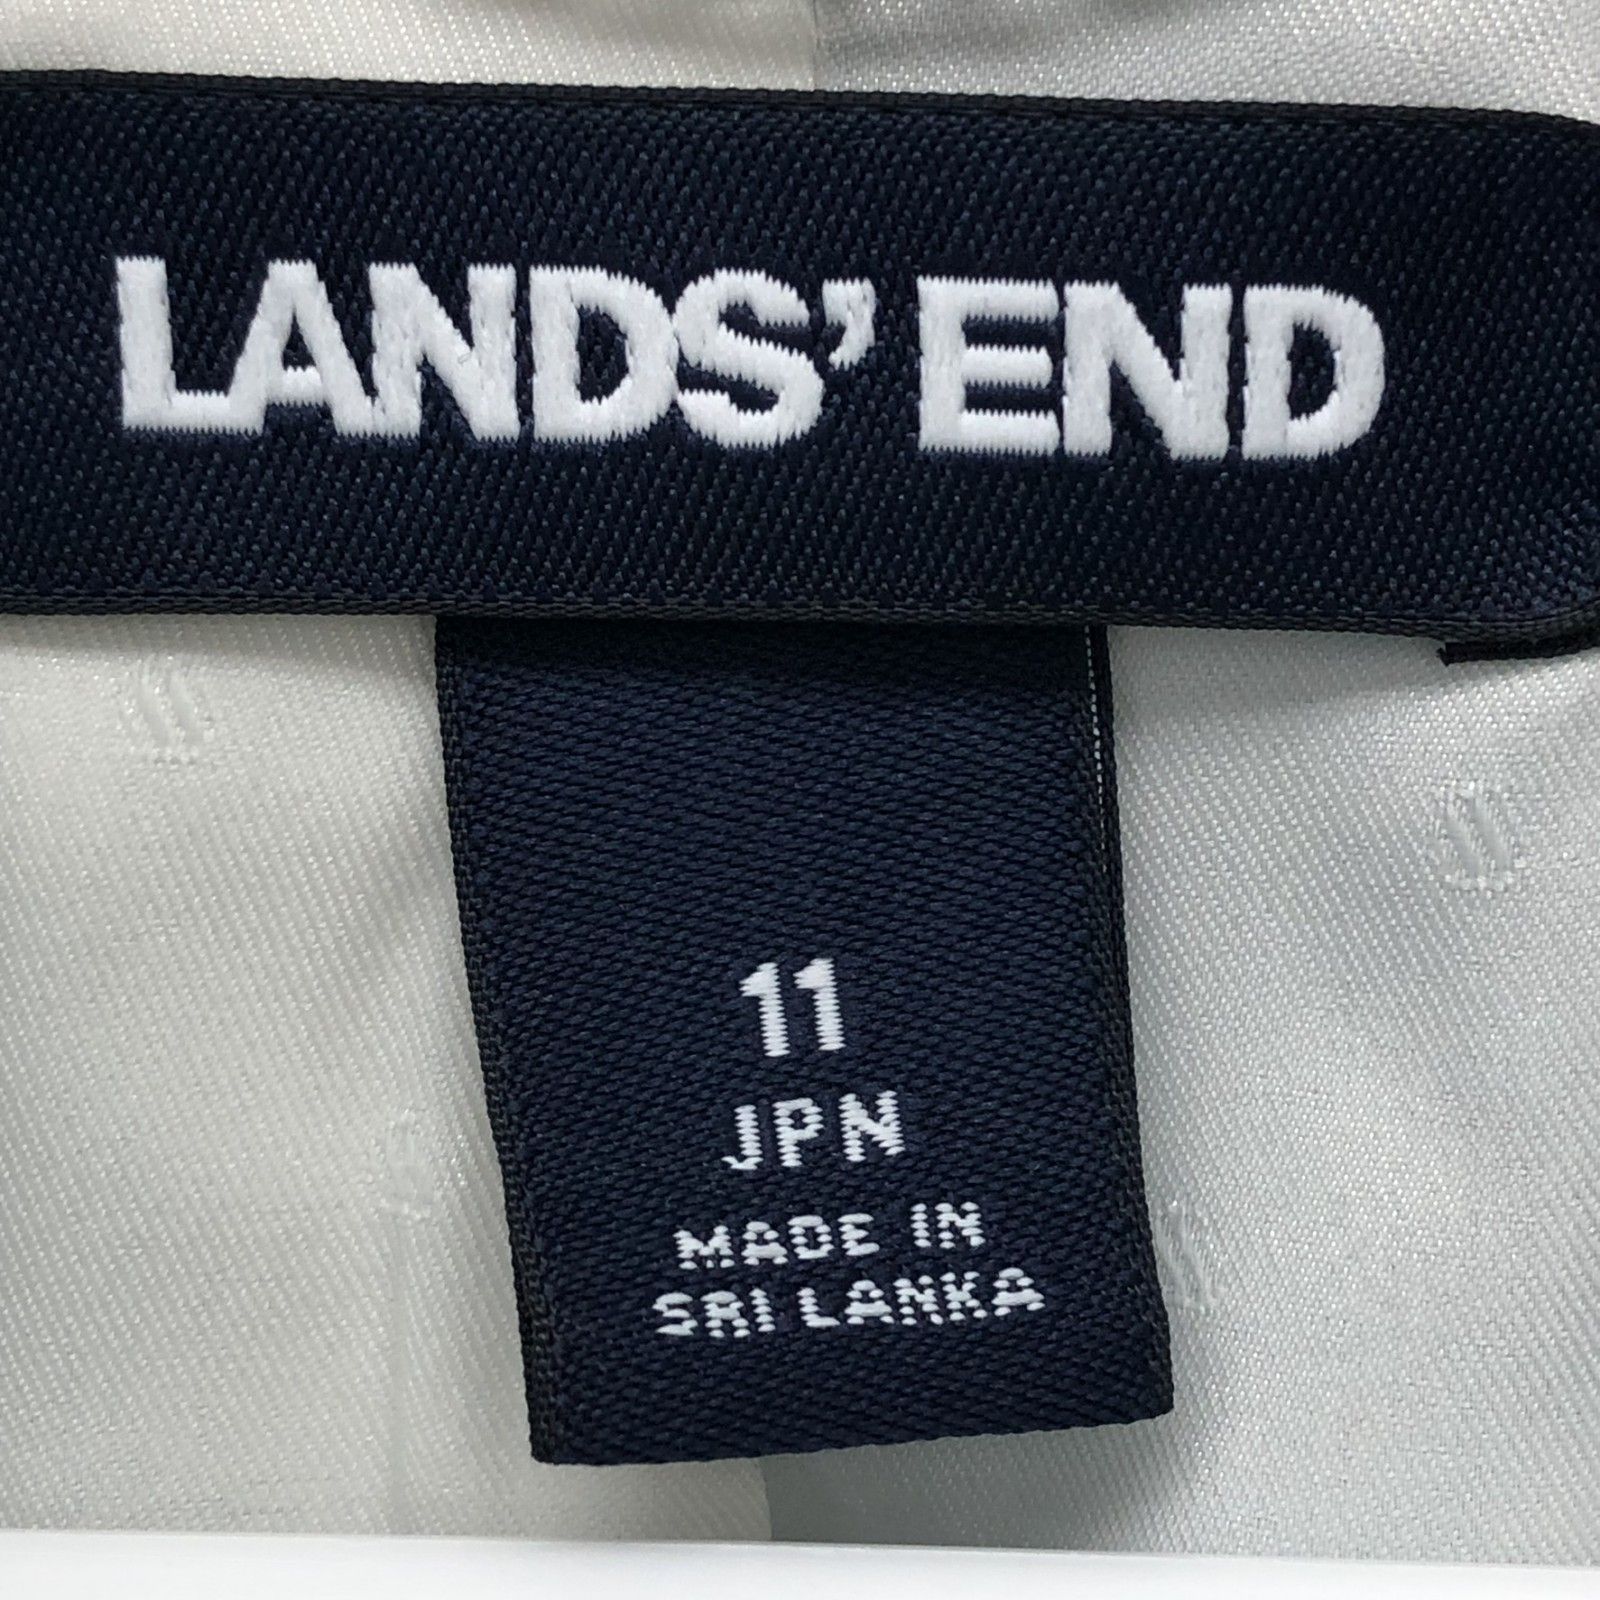 LANDS' END
11
JPN
MADE IN
SRI LANKA